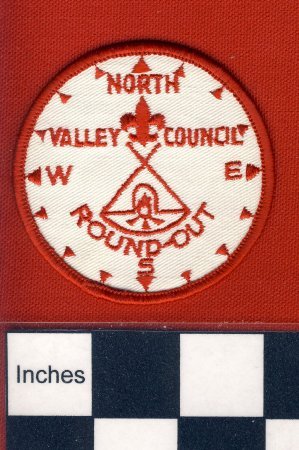 NORTH
VALLEY COUNCIL
W E
ROUND-OUT
S
Inches